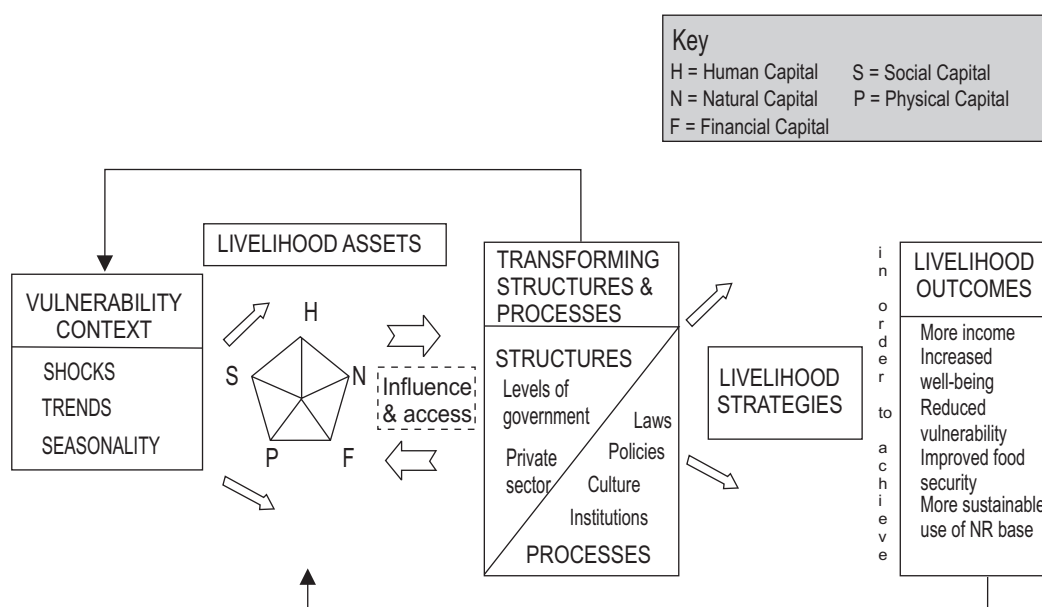 Key
H = Human Capital
S = Social Capital
N = Natural Capital
P = Physical Capital
F = Financial Capital
LIVELIHOOD ASSETS
VULNERABILITY
CONTEXT
SHOCKS
TRENDS
SEASONALITY
H
S
N
P
F
Influence
& access
TRANSFORMING
STRUCTURES &
PROCESSES
STRUCTURES
Levels of
government
Private
sector
Laws
Policies
Culture
Institutions
PROCESSES
LIVELIHOOD
STRATEGIES
in order to achieve
LIVELIHOOD
OUTCOMES
More income
Increased
well-being
Reduced
vulnerability
Improved food
security
More sustainable
use of NR base